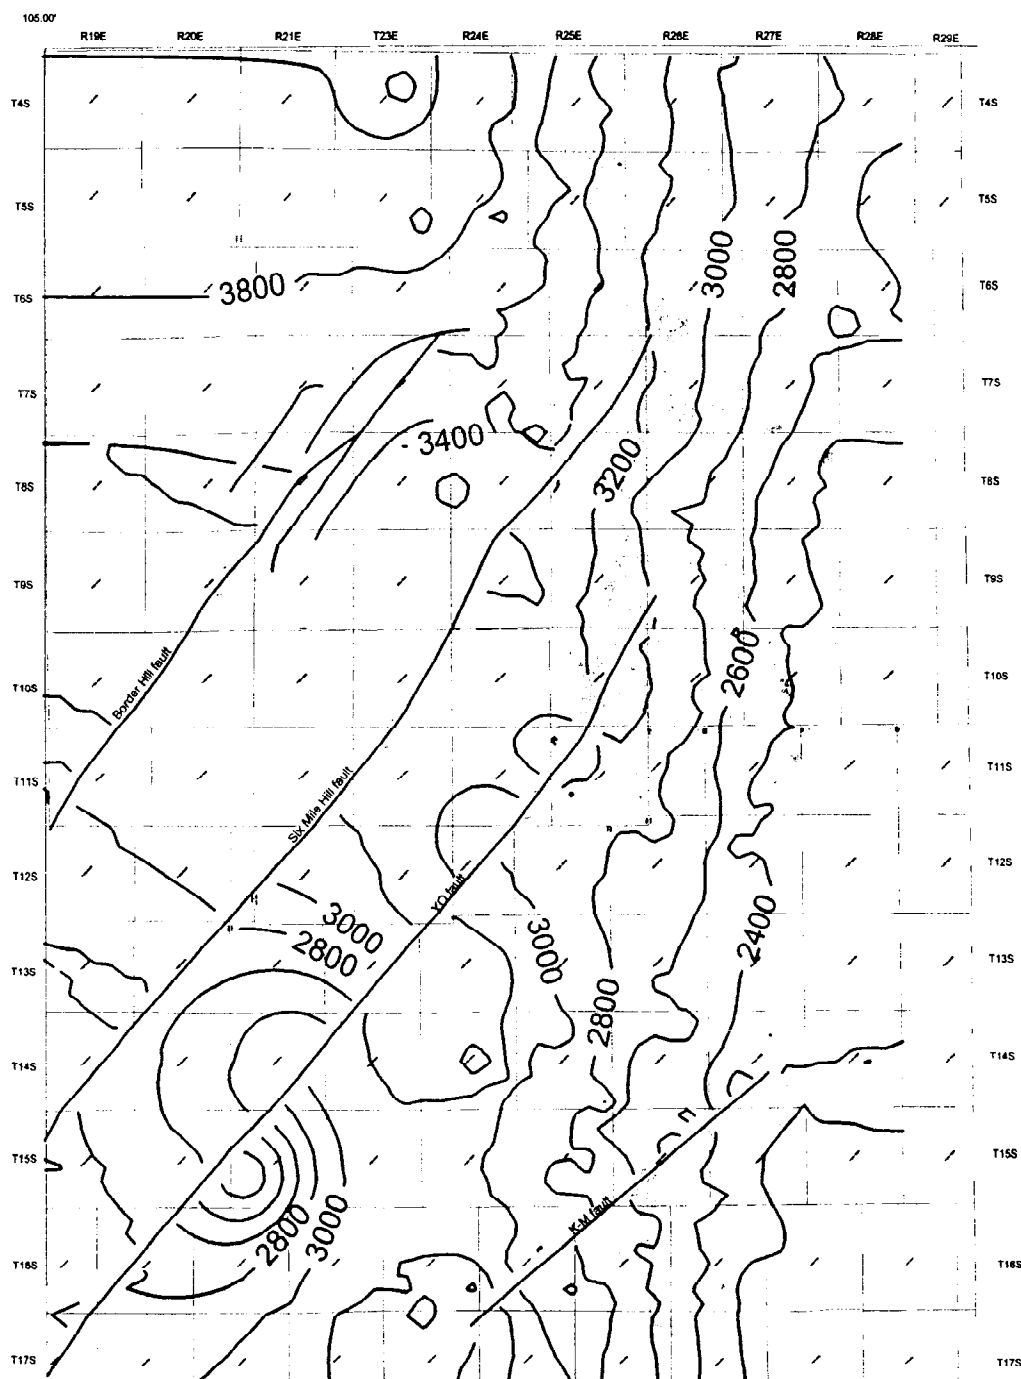 105.00'
R19E R20E R21E T23E R24E R25E R26E R27E R28E R29E
T4S T4S
T5S T5S
3000 2800
3800
T6S T6S
T7S T7S
3400
3200
T8S T8S
T9S T9S
2600
Border Hill fault
T10S T10S
T11S T11S
Six Mile Hill fault
T12S T12S
YO fault
3000
2800
3000
2400
T13S T13S
2800
T14S T14S
T15S T15S
K-M fault
2800 3000
T16S T16S
T17S T17S